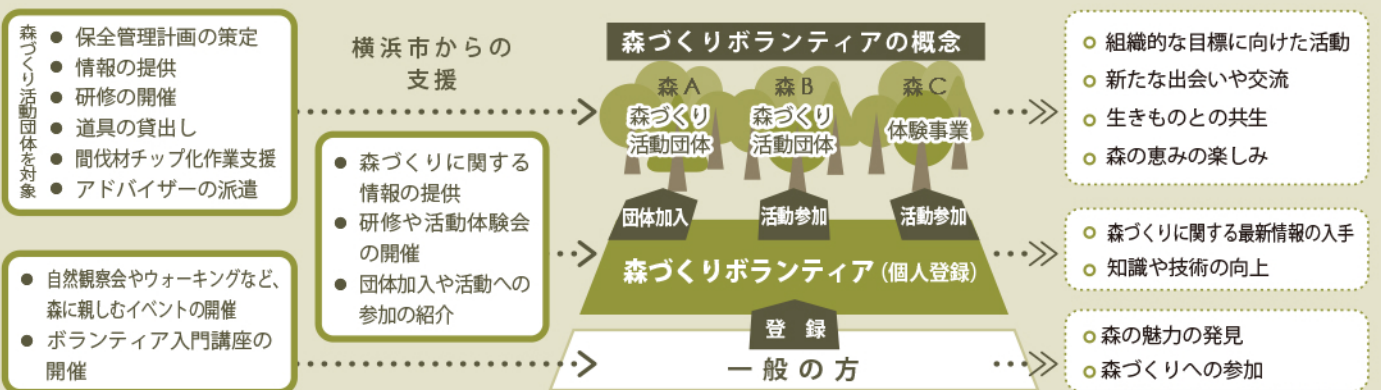 森づくり活動団体を対象
● 保全管理計画の策定
● 情報の提供
● 研修の開催
● 道具の貸出し
● 間伐材チップ化作業支援
● アドバイザーの派遣
● 自然観察会やウォーキングなど、
森に親しむイベントの開催
● ボランティア入門講座の
開催
横浜市からの
支援
● 森づくりに関する
情報の提供
● 研修や活動体験会
の開催
● 団体加入や活動への
参加の紹介
森づくりボランティアの概念
森A
森づくり
活動団体
森B
森づくり
活動団体
森C
体験事業
団体加入
活動参加
活動参加
森づくりボランティア(個人登録)
登 録
一般の方
組織的な目標に向けた活動
新たな出会いや交流
生きものとの共生
森の恵みの楽しみ
森づくりに関する最新情報の入手
知識や技術の向上
森の魅力の発見
森づくりへの参加